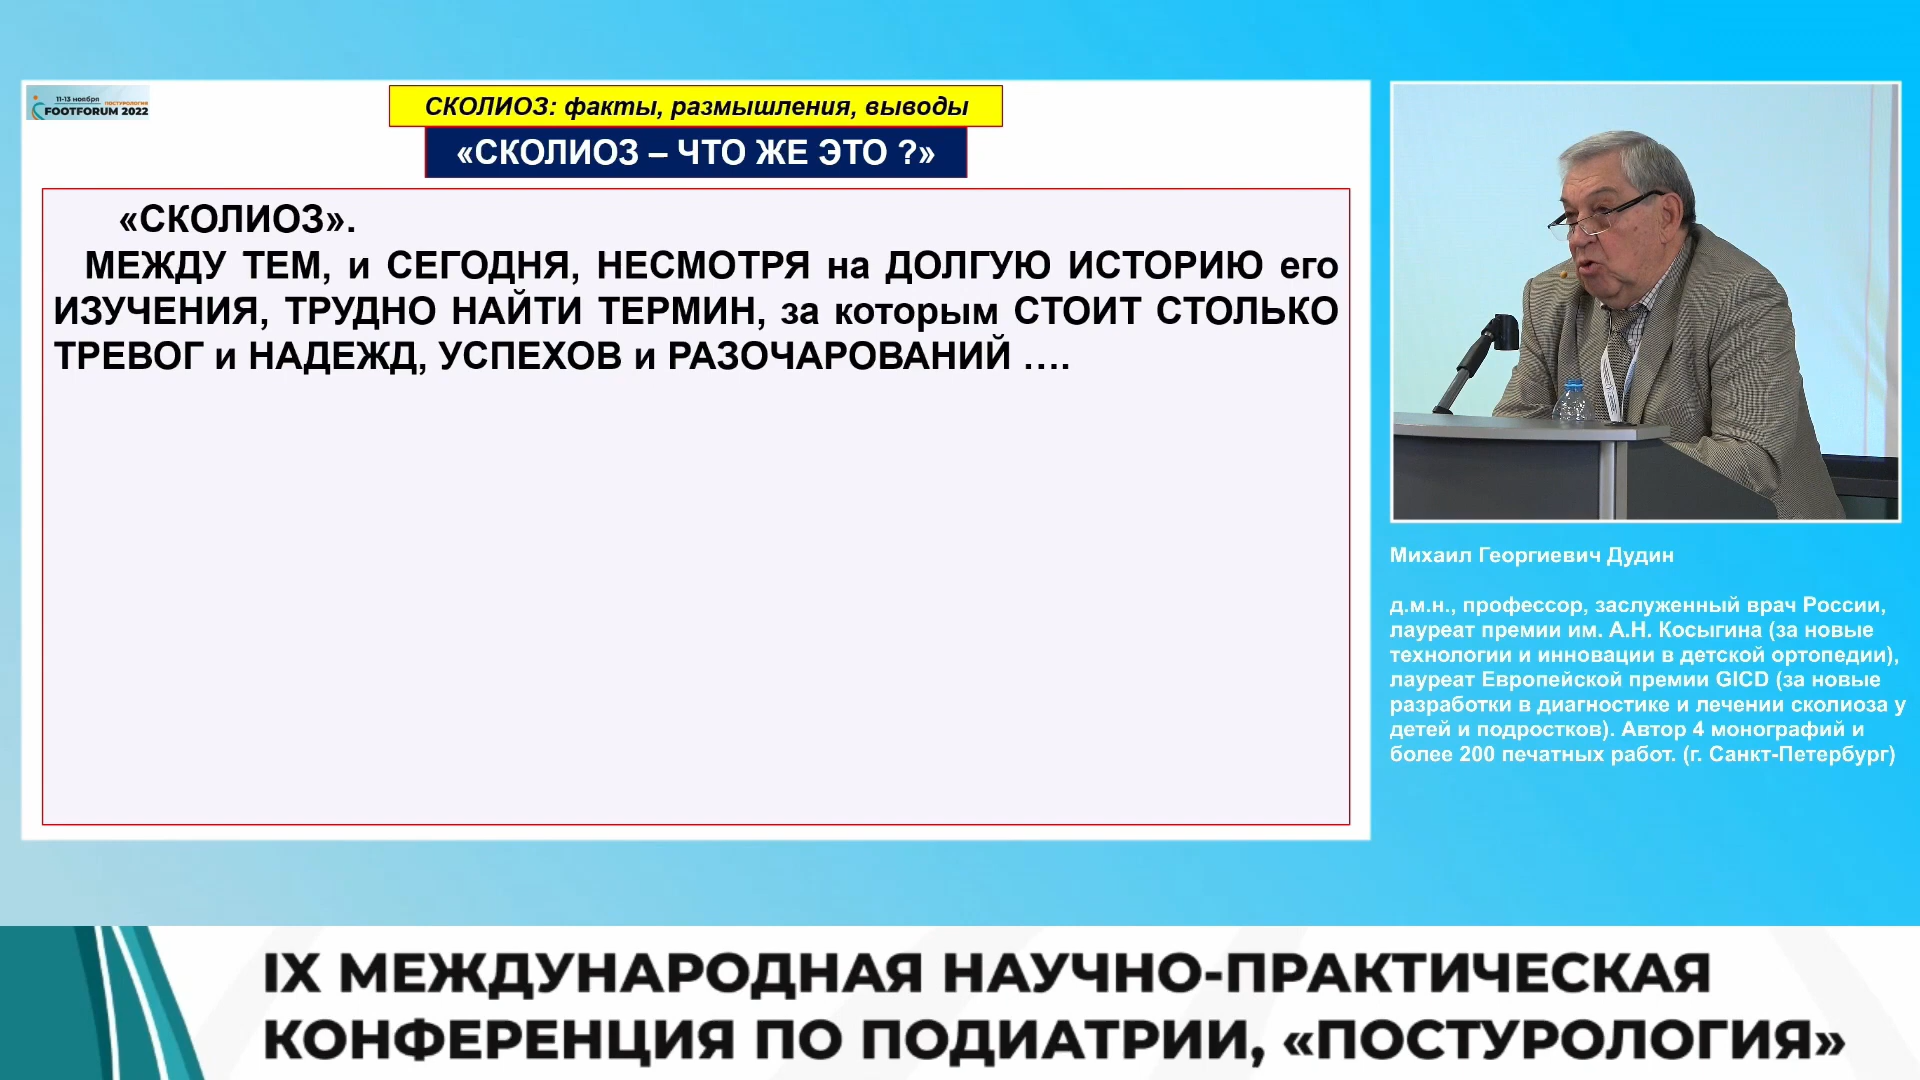 11-13 ноября
ПОСТУРОЛОГИЯ
FOOTFORUM 2022
СКОЛИОЗ: факты, размышления, выводы
«СКОЛИОЗ – ЧТО ЖЕ ЭТО ?»
«СКОЛИОЗ».
МЕЖДУ ТЕМ, и СЕГОДНЯ, НЕСМОТРЯ на ДОЛГУЮ ИСТОРИЮ его
ИЗУЧЕНИЯ, ТРУДНО НАЙТИ ТЕРМИН, за которым СТОИТ СТОЛЬКО
ТРЕВОГ и НАДЕЖД, УСПЕХОВ и РАЗОЧАРОВАНИЙ ….
Михаил Георгиевич Дудин
д.м.н., профессор, заслуженный врач России,
лауреат премии им. А.Н. Косыгина (за новые
технологии и инновации в детской ортопедии),
лауреат Европейской премии GICD (за новые
разработки в диагностике и лечении сколиоза у
детей и подростков). Автор 4 монографий и
более 200 печатных работ. (г. Санкт-Петербург)
IX МЕЖДУНАРОДНАЯ НАУЧНО-ПРАКТИЧЕСКАЯ
КОНФЕРЕНЦИЯ ПО ПОДИАТРИИ, «ПОСТУРОЛОГИЯ»